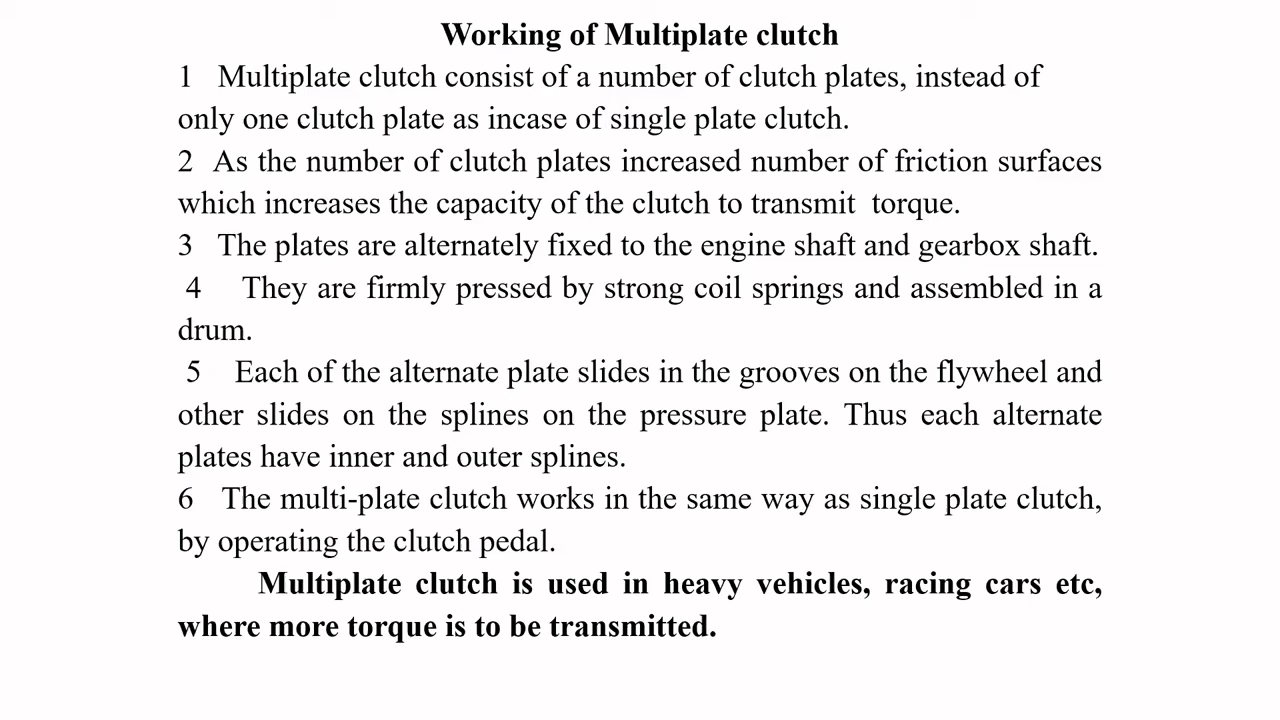 Working of Multiplate clutch
1 Multiplate clutch consist of a number of clutch plates, instead of
only one clutch plate as incase of single plate clutch.
2 As the number of clutch plates increased number of friction surfaces
which increases the capacity of the clutch to transmit torque.
3 The plates are alternately fixed to the engine shaft and gearbox shaft.
4 They are firmly pressed by strong coil springs and assembled in a
drum.
5 Each of the alternate plate slides in the grooves on the flywheel and
other slides on the splines on the pressure plate. Thus each alternate
plates have inner and outer splines.
6 The multi-plate clutch works in the same way as single plate clutch,
by operating the clutch pedal.
Multiplate clutch is used in heavy vehicles, racing cars etc,
where more torque is to be transmitted.